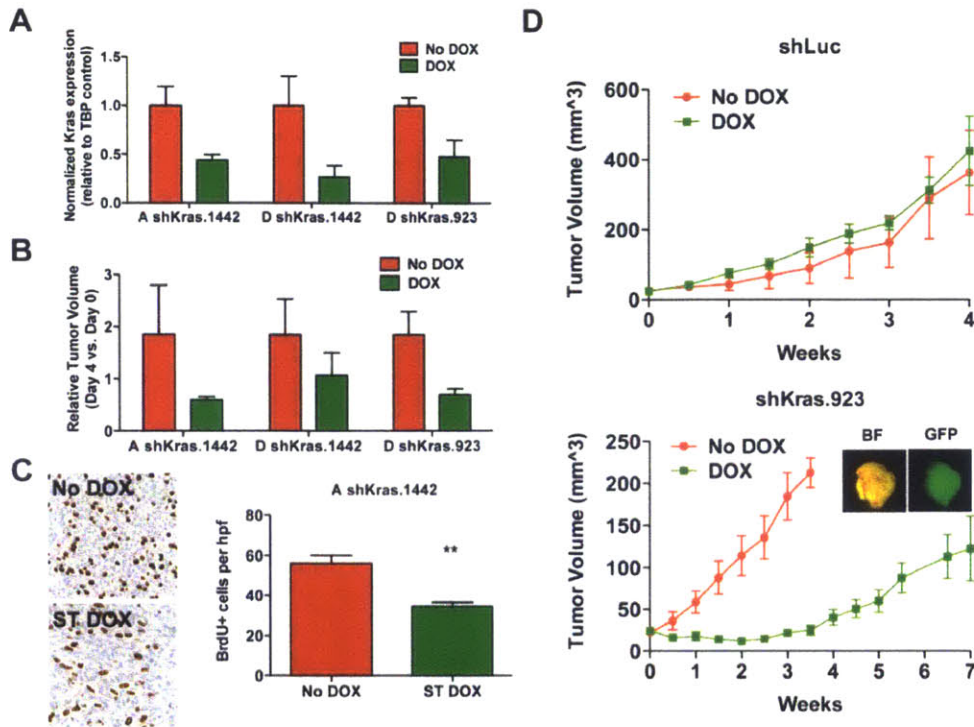 A
Normalized Kras expression
(relative to TBP control)
1.5
1.0
0.5
0.0
No DOX
DOX
A shKras.1442
D shKras.1442
D shKras.923
B
Relative Tumor Volume
(Day 4 vs. Day 0)
3
2
1
0
No DOX
DOX
A shKras.1442
D shKras.1442
D shKras.923
C
No DOX
ST DOX
A shKras.1442
BrdU+ cells per hpf
80
60
40
20
0
**
No DOX
ST DOX
D
shLuc
Tumor Volume (mm^3)
600
400
200
0
No DOX
DOX
0 1 2 3 4
Weeks
shKras.923
Tumor Volume (mm^3)
250
200
150
100
50
0
No DOX
DOX
BF
GFP
0 1 2 3 4 5 6 7
Weeks